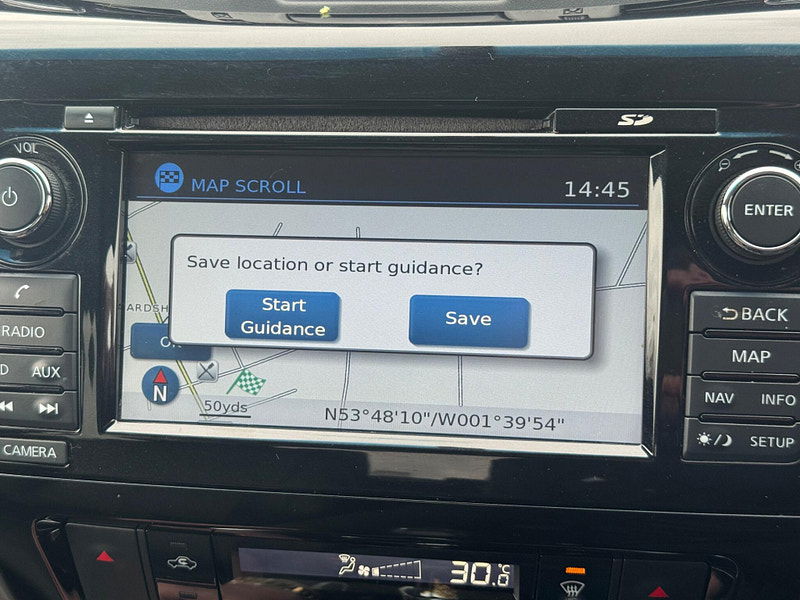 SD
VOL
MAP SCROLL
14:45
ENTER
Save location or start guidance?
Start
Guidance
Save
RADIO
AUX
BACK
MAP
NAV
INFO
SETUP
N
50yds
N53°48'10"/W001°39'54"
CAMERA
30.0
°C